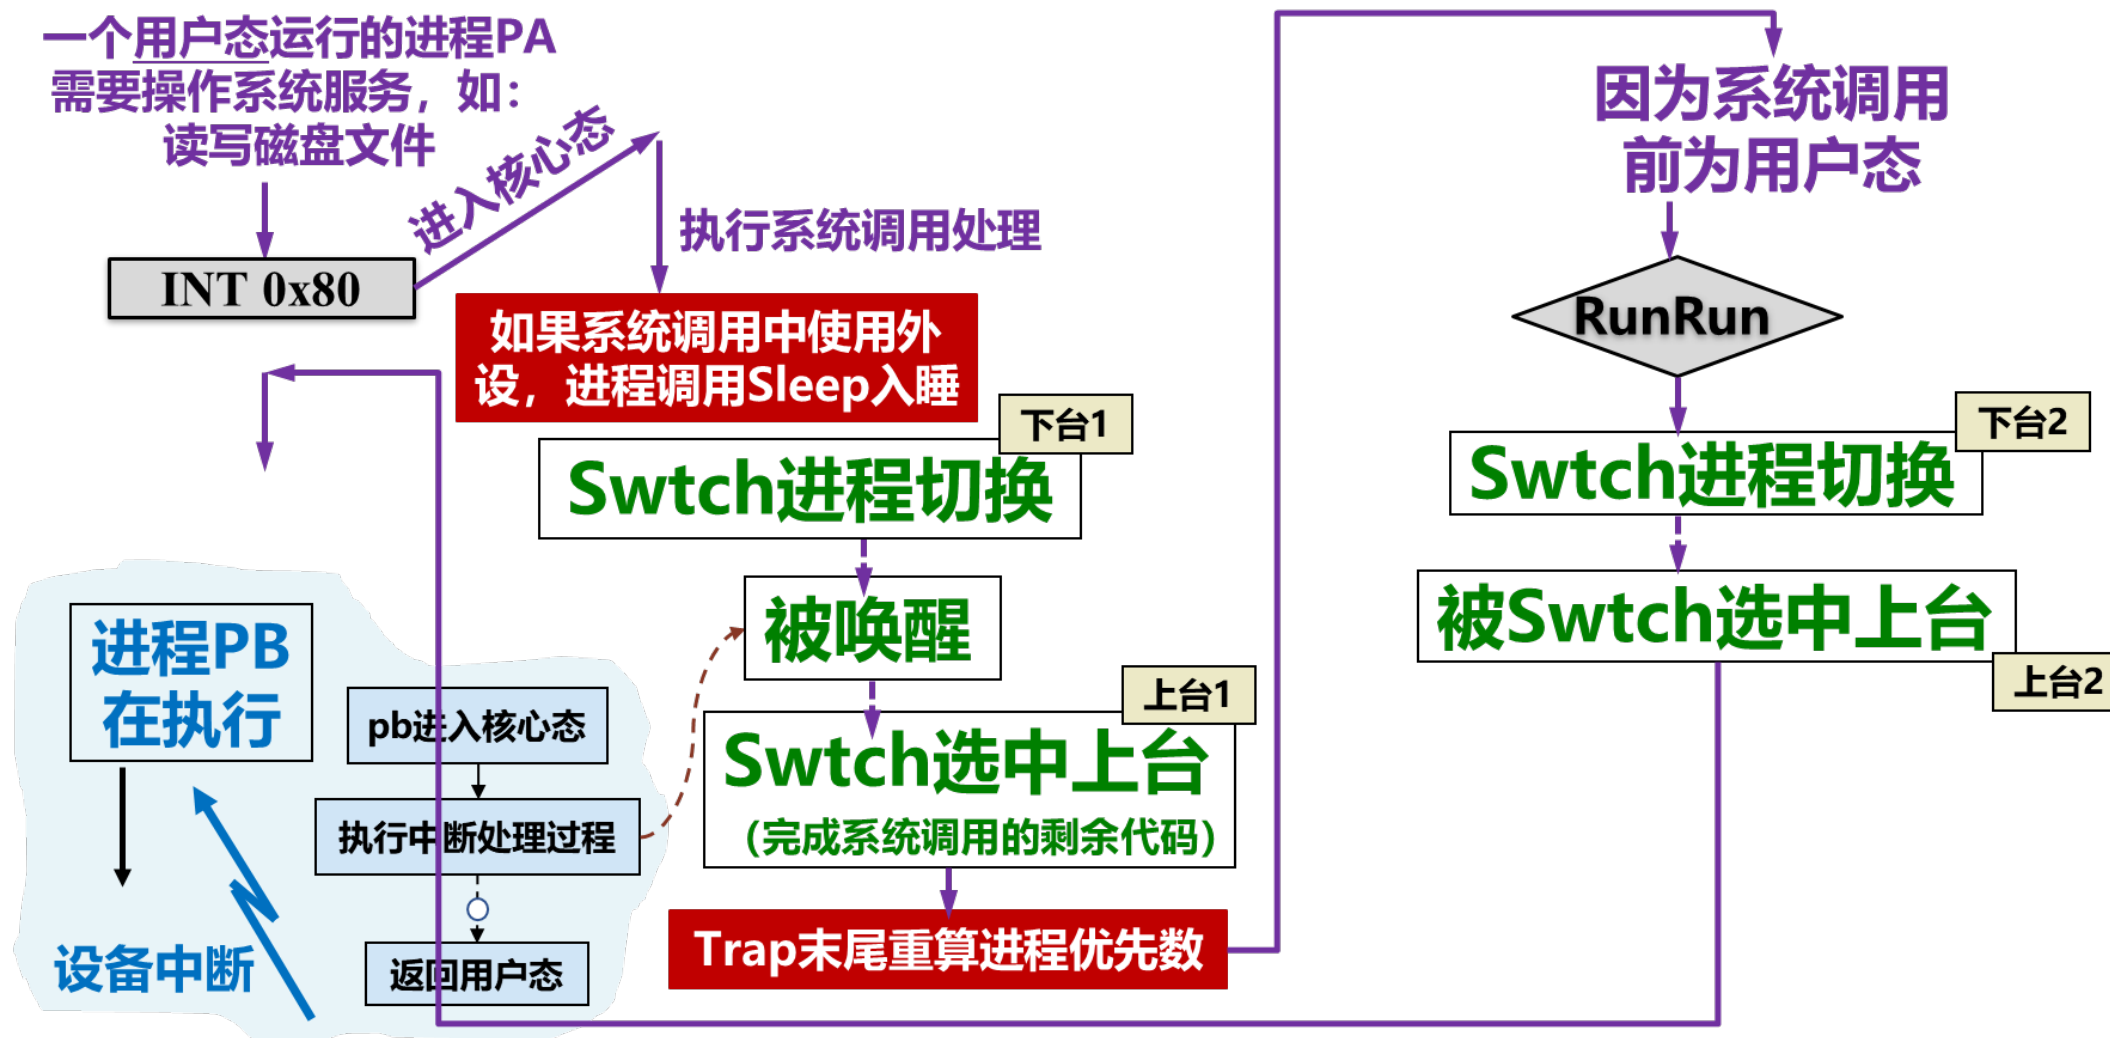 一个用户态运行的进程PA
需要操作系统服务，如：
读写磁盘文件
INT 0x80
进入核心态
执行系统调用处理
如果系统调用中使用外
设，进程调用Sleep入睡
下台1
Swtch进程切换
被唤醒
上台1
Swtch选中上台
（完成系统调用的剩余代码）
Trap末尾重算进程优先数
进程PB
在执行
设备中断
pb进入核心态
执行中断处理过程
返回用户态
因为系统调用
前为用户态
RunRun
下台2
Swtch进程切换
被Swtch选中上台
上台2